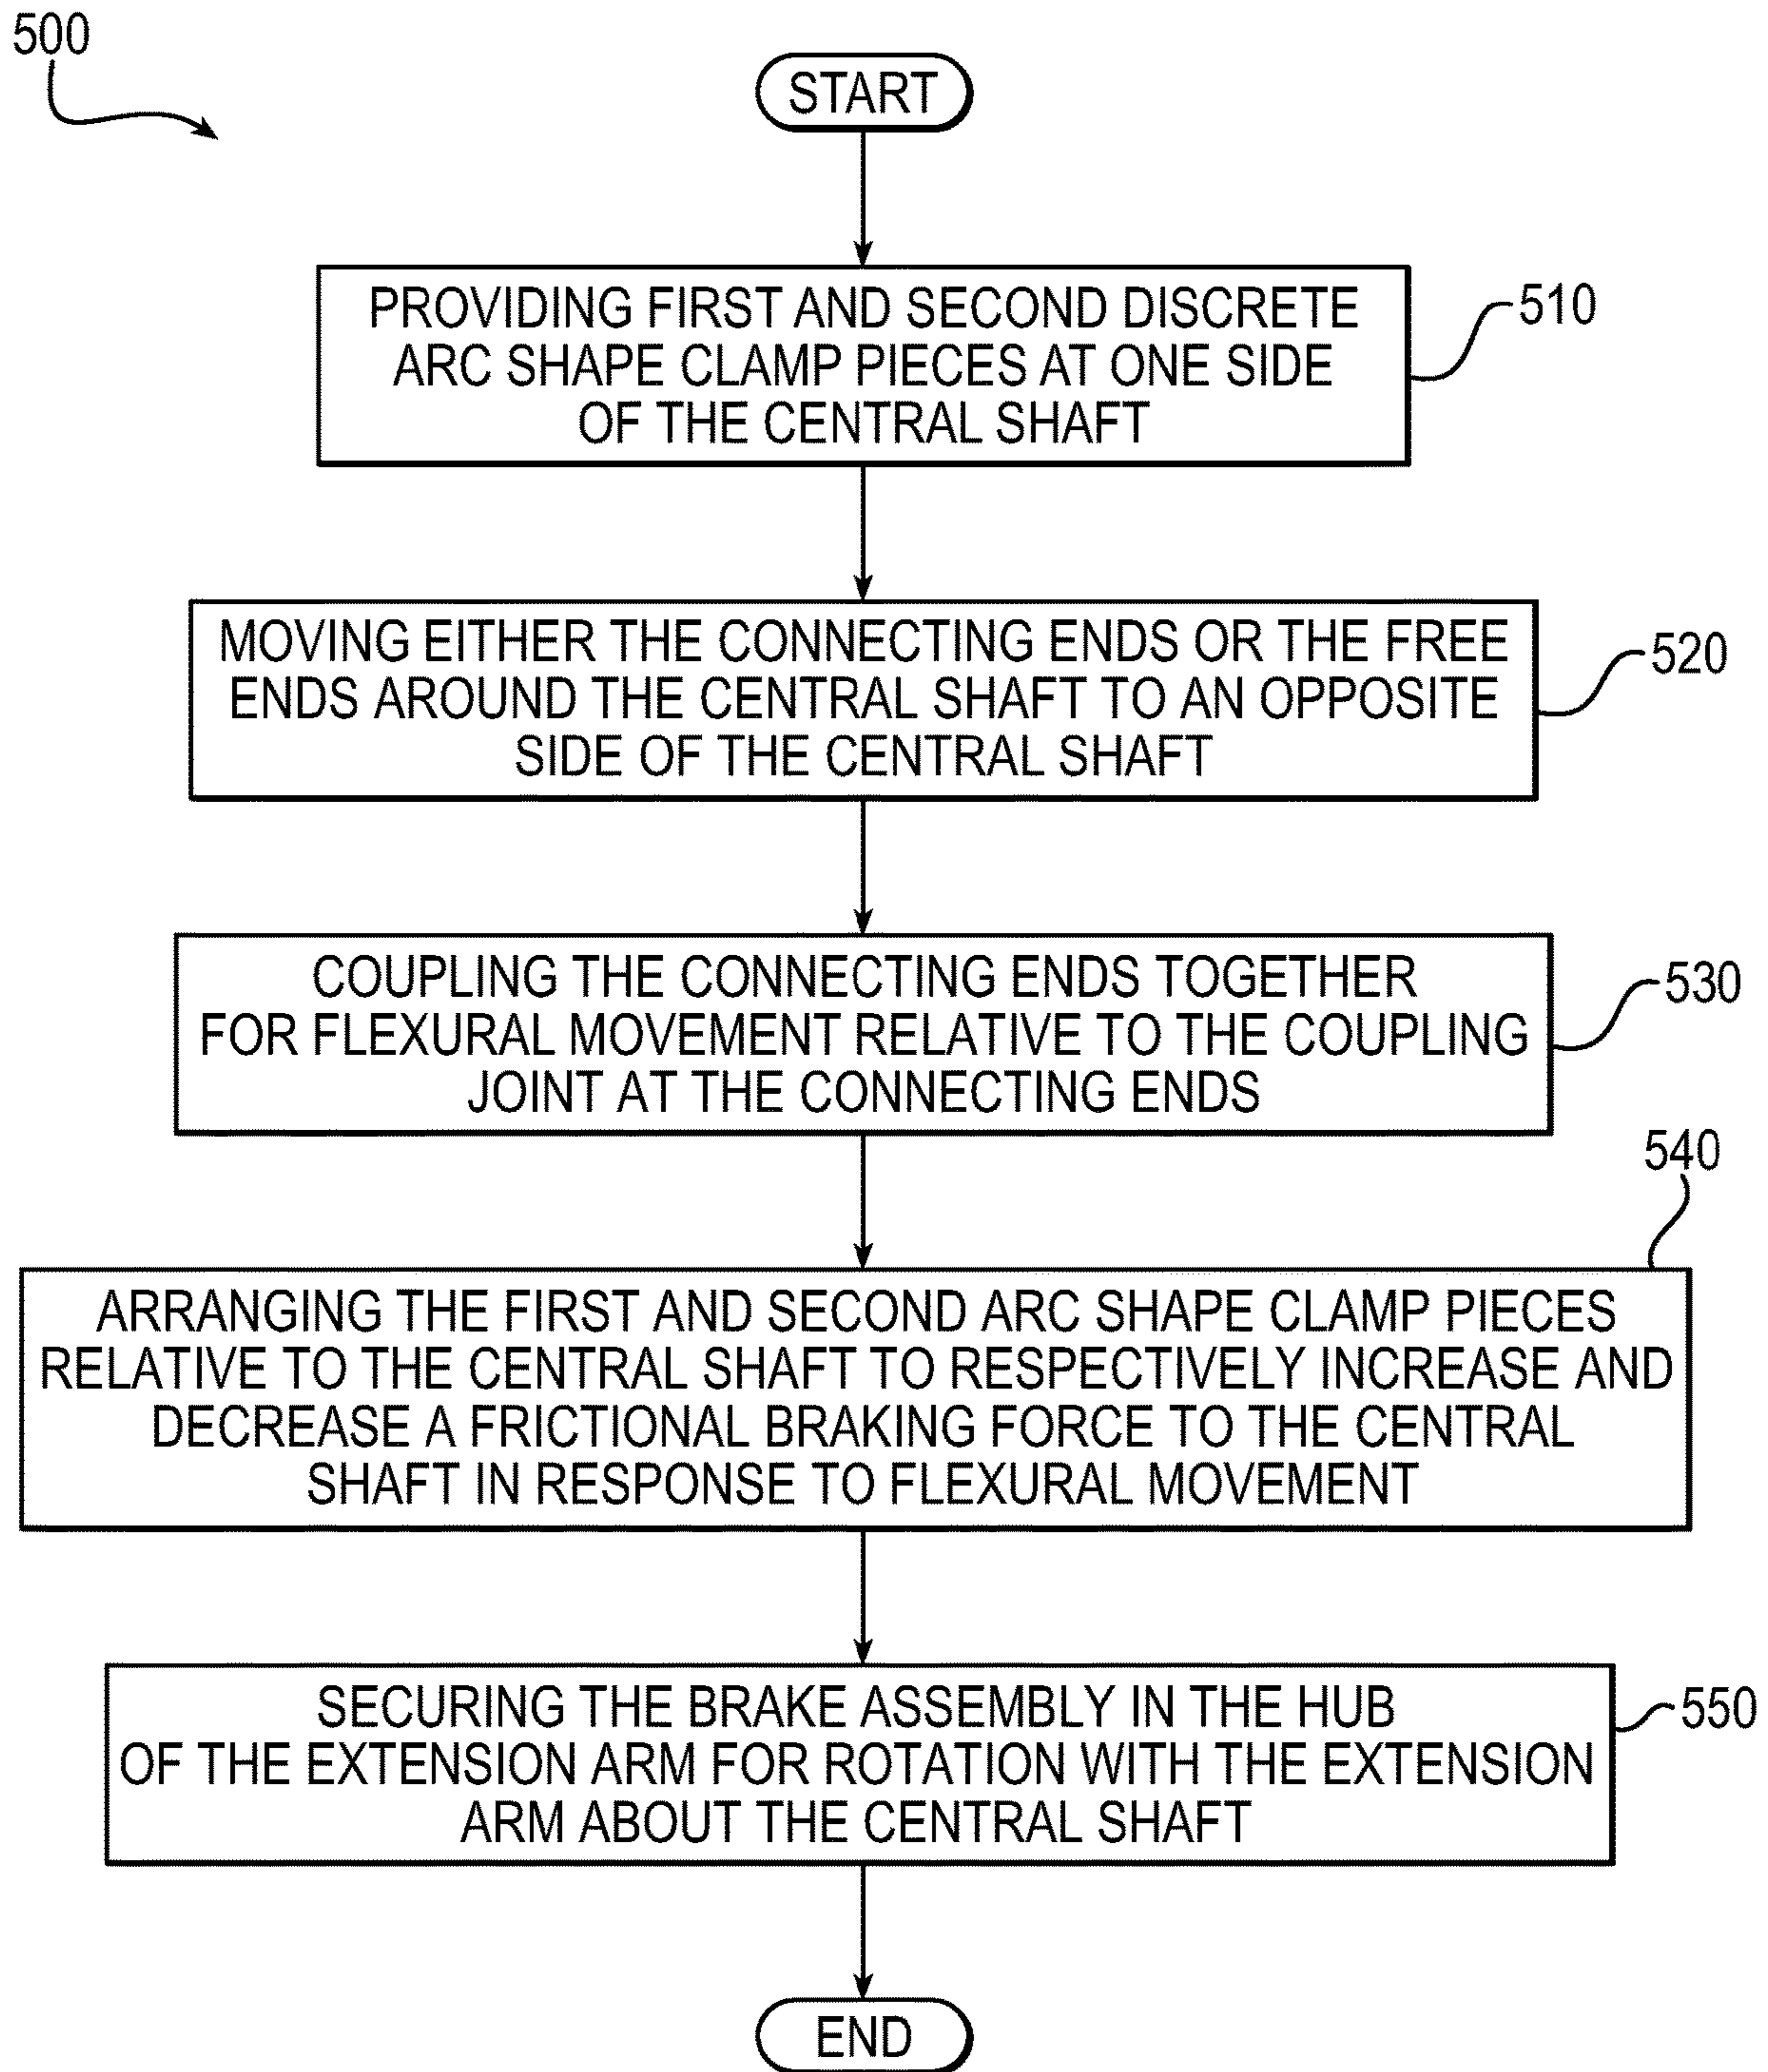 500
START
PROVIDING FIRST AND SECOND DISCRETE
ARC SHAPE CLAMP PIECES AT ONE SIDE
OF THE CENTRAL SHAFT
510
MOVING EITHER THE CONNECTING ENDS OR THE FREE
ENDS AROUND THE CENTRAL SHAFT TO AN OPPOSITE
SIDE OF THE CENTRAL SHAFT
520
COUPLING THE CONNECTING ENDS TOGETHER
FOR FLEXURAL MOVEMENT RELATIVE TO THE COUPLING
JOINT AT THE CONNECTING ENDS
530
540
ARRANGING THE FIRST AND SECOND ARC SHAPE CLAMP PIECES
RELATIVE TO THE CENTRAL SHAFT TO RESPECTIVELY INCREASE AND
DECREASE A FRICTIONAL BRAKING FORCE TO THE CENTRAL
SHAFT IN RESPONSE TO FLEXURAL MOVEMENT
SECURING THE BRAKE ASSEMBLY IN THE HUB
OF THE EXTENSION ARM FOR ROTATION WITH THE EXTENSION
ARM ABOUT THE CENTRAL SHAFT
550
END